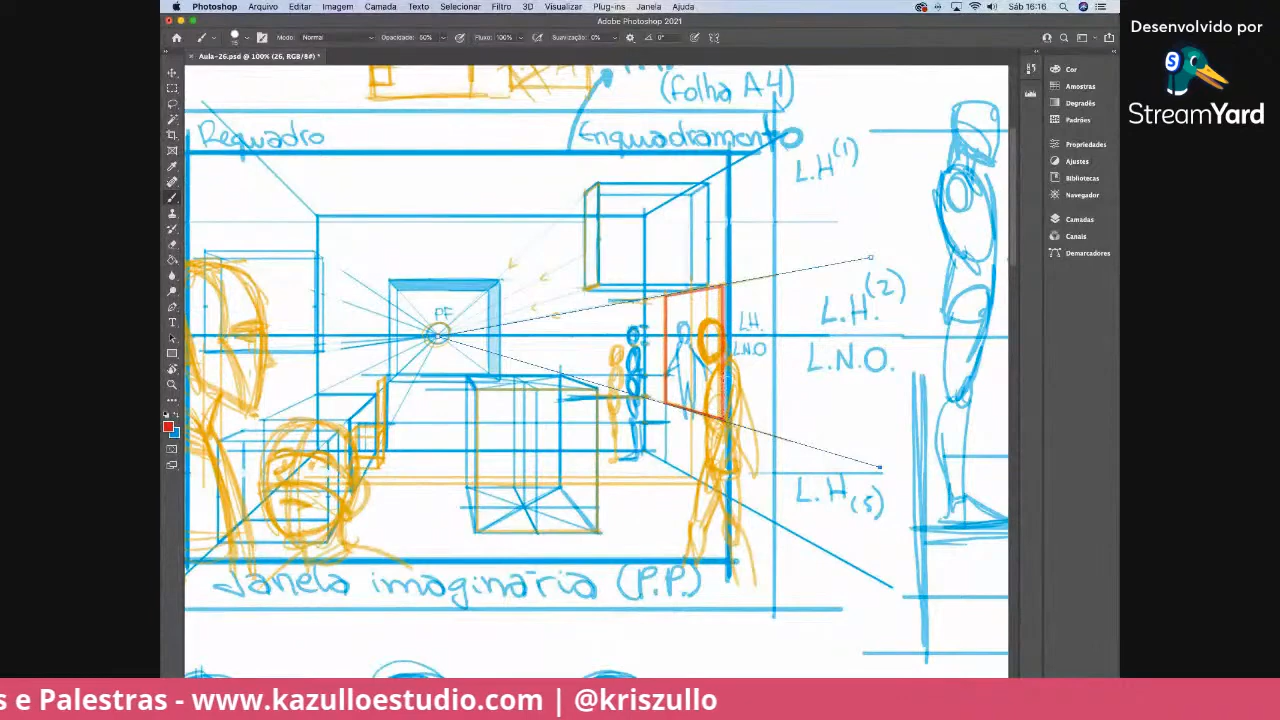 Photoshop Arquivo Editar Imagem Camada Texto Selecionar Filtro 3D Visualizar Plug-ins Janela Ajuda
Sáb 16:16
Adobe Photoshop 2021
Modo: Normal Opacidade: 50% Fluxo: 100% Suavização: 0% 0°
Aula-26.psd @ 100% (26, RGB/8#) *
(folha A4)
Requadro
Enquadramento
L.H(1)
PF
L.H.
L.N.O
L.H.(2)
L.N.O.
L.H(3)
Janela imaginária (P.P.)
Cor
Amostras
Degradês
Padrões
Propriedades
Ajustes
Bibliotecas
Navegador
Camadas
Canais
Demarcadores
Desenvolvido por
StreamYard
s e Palestras - www.kazulloestudio.com | @kriszullo